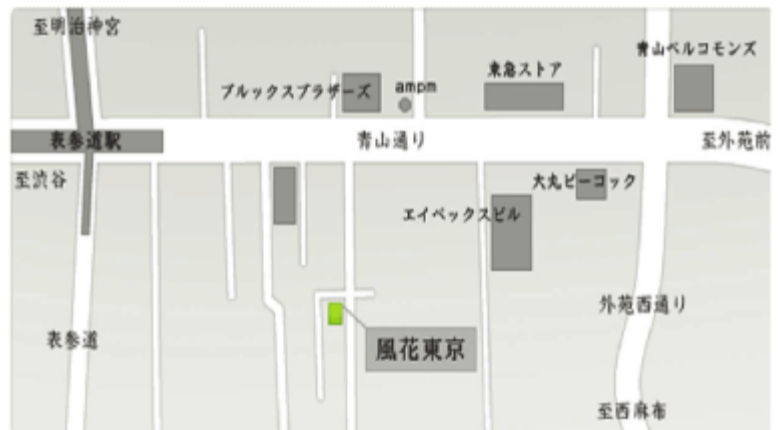 至明治神宮
青山ベルコモンズ
東急ストア
ブルックスブラザーズ
ampm
表参道駅
青山通り
至外苑前
至渋谷
大丸ピーコック
エイベックスビル
外苑西通り
表参道
風花東京
至西麻布